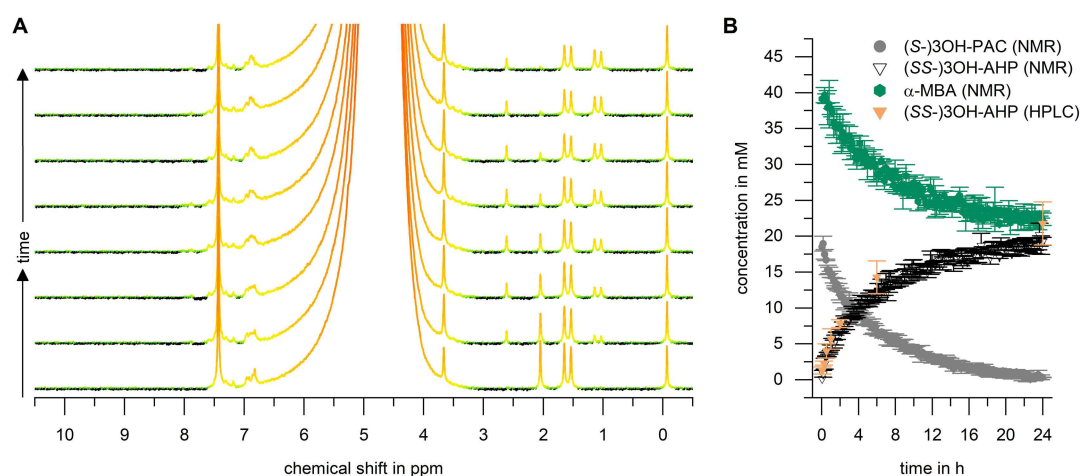 A
time
10 9 8 7 6 5 4 3 2 1 0
chemical shift in ppm
B
(S-)3OH-PAC (NMR)
(SS-)3OH-AHP (NMR)
α-MBA (NMR)
(SS-)3OH-AHP (HPLC)
concentration in mM
45
40
35
30
25
20
15
10
5
0
0 4 8 12 16 20 24
time in h